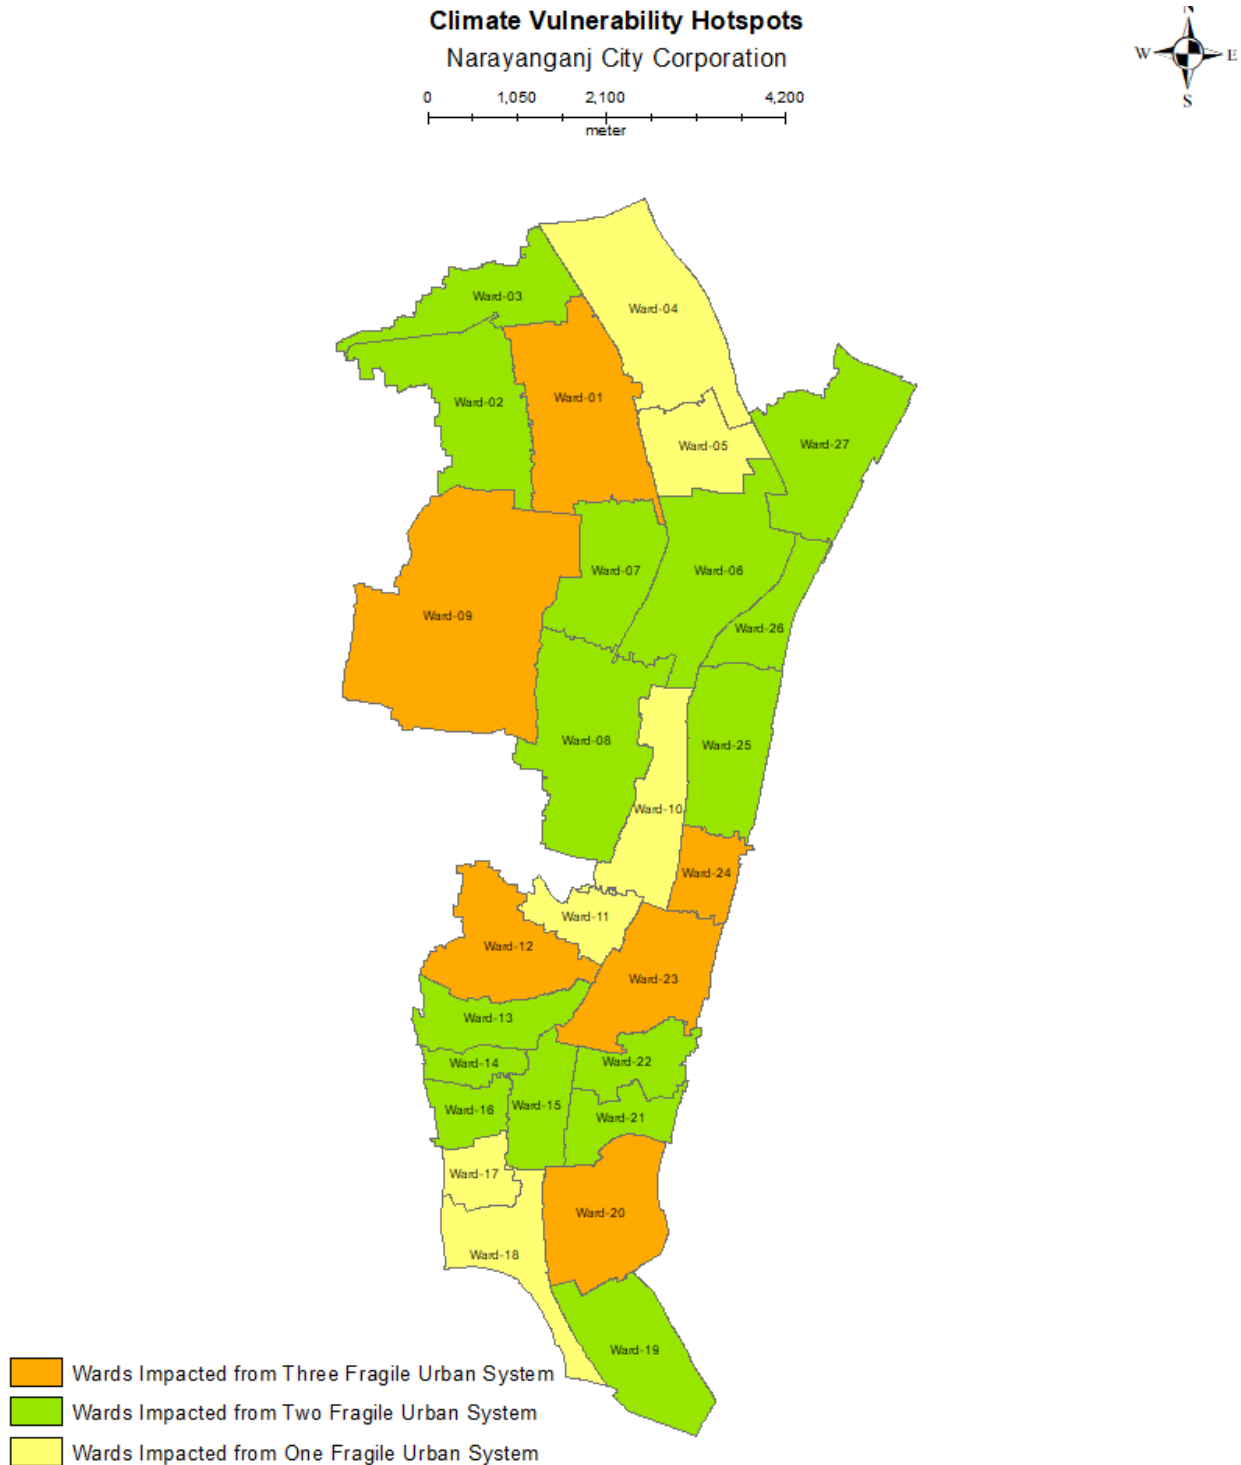 Climate Vulnerability Hotspots
Narayanganj City Corporation
N
W E
S
0 1,050 2,100 4,200
meter
Ward-03
Ward-04
Ward-01
Ward-02
Ward-05
Ward-27
Ward-07
Ward-06
Ward-09
Ward-26
Ward-08
Ward-25
Ward-10
Ward-24
Ward-11
Ward-12
Ward-23
Ward-13
Ward-14
Ward-22
Ward-15
Ward-16
Ward-21
Ward-17
Ward-20
Ward-18
Ward-19
Wards Impacted from Three Fragile Urban System
Wards Impacted from Two Fragile Urban System
Wards Impacted from One Fragile Urban System